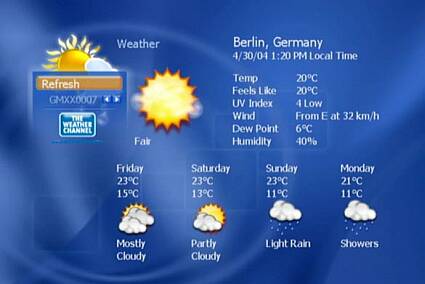 Weather
Berlin, Germany
4/30/04 1:20 PM Local Time
Refresh
GMXX0007
THE
WEATHER
CHANNEL
Fair
Temp 20°C
Feels Like 20°C
UV Index 4 Low
Wind From E at 32 km/h
Dew Point 6°C
Humidity 40%
Friday
23°C
15°C
Mostly
Cloudy
Saturday
23°C
13°C
Partly
Cloudy
Sunday
23°C
11°C
Light Rain
Monday
21°C
11°C
Showers